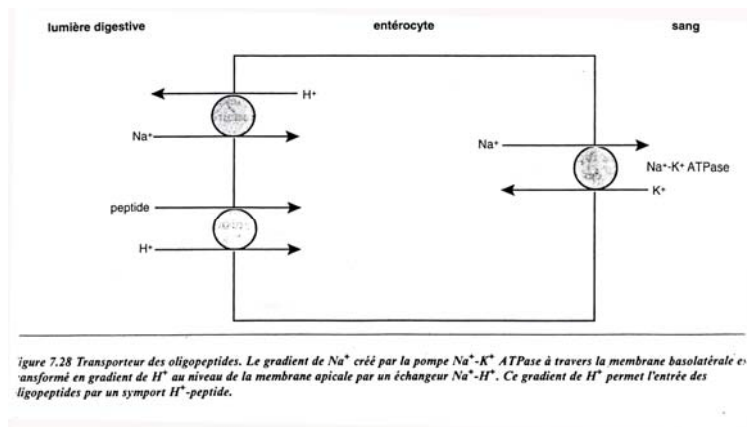 lumière digestive entérocyte sang
H⁺
Na⁺
Na⁺
Na⁺-K⁺ ATPase
peptide
K⁺
H⁺
igure 7.28 Transporteur des oligopeptides. Le gradient de Na⁺ créé par la pompe Na⁺-K⁺ ATPase à travers la membrane basolatérale es
ansformé en gradient de H⁺ au niveau de la membrane apicale par un échangeur Na⁺-H⁺. Ce gradient de H⁺ permet l'entrée des
ligopeptides par un symport H⁺-peptide.